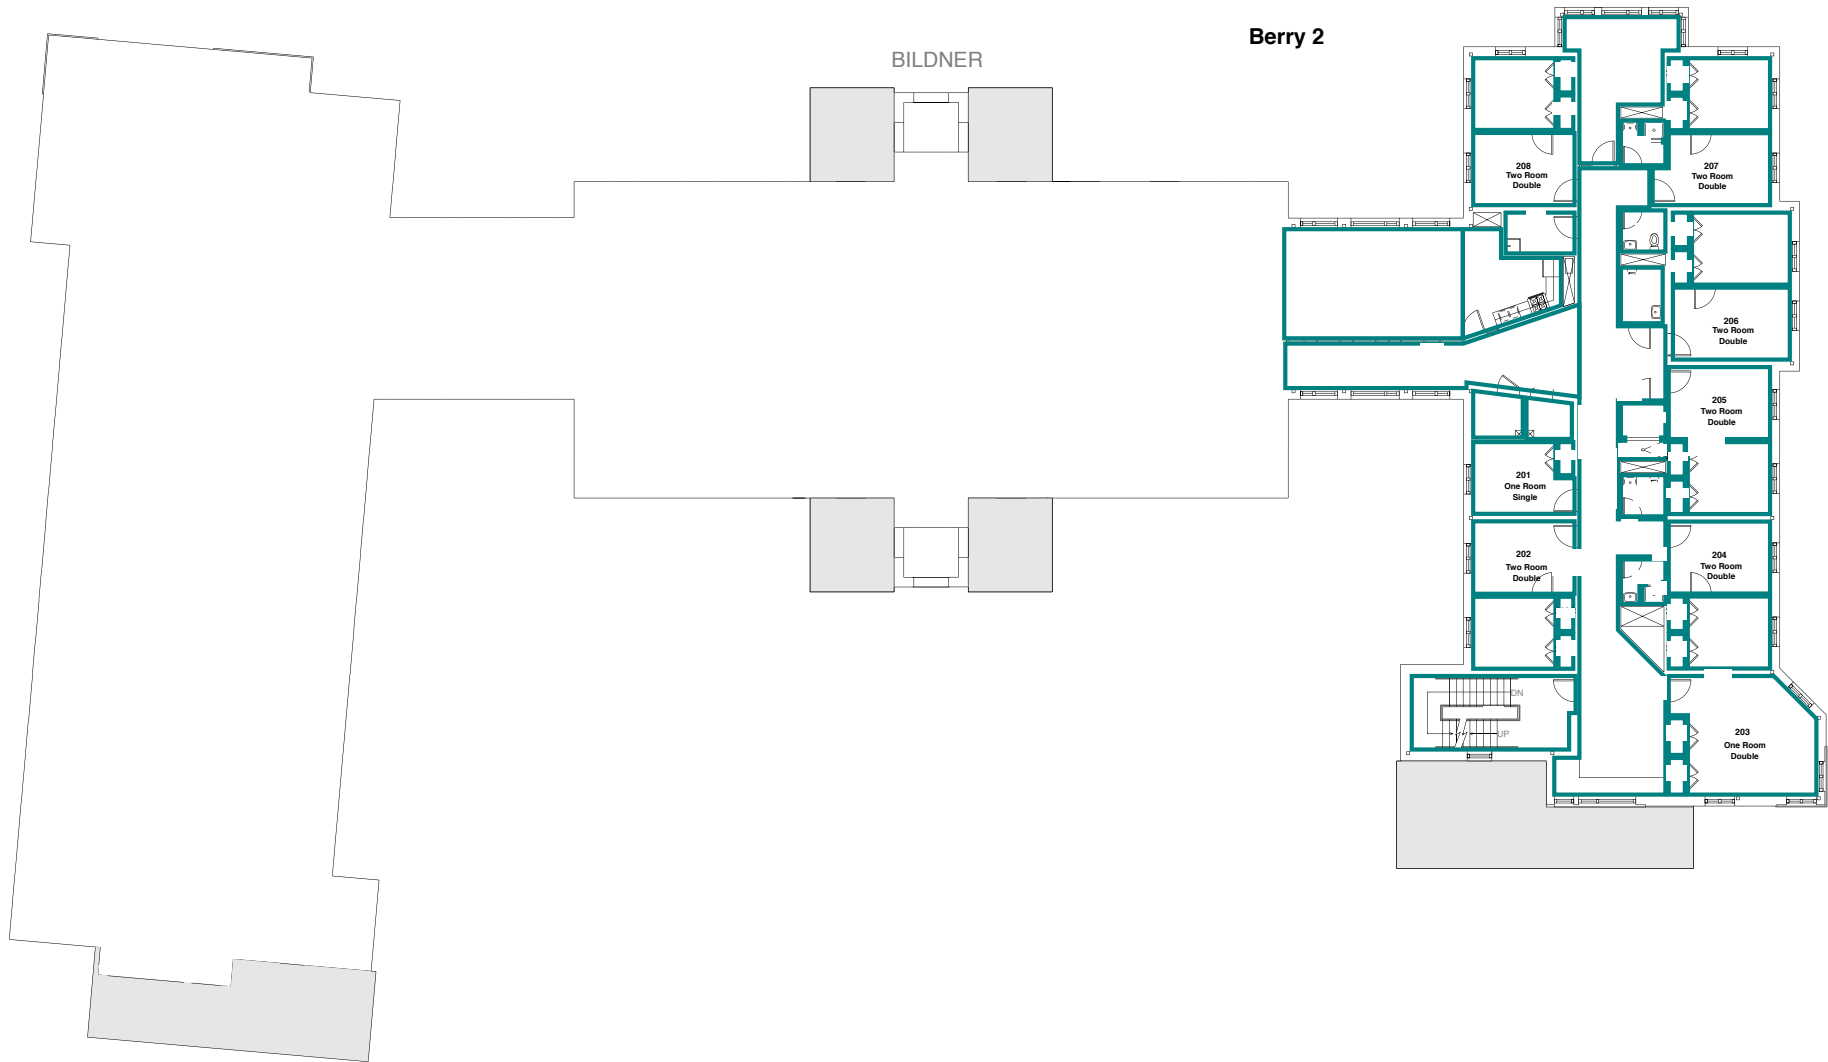 Berry 2
BILDNER
208
Two Room
Double
207
Two Room
Double
206
Two Room
Double
205
Two Room
Double
201
One Room
Single
202
Two Room
Double
204
Two Room
Double
DN
UP
203
One Room
Double